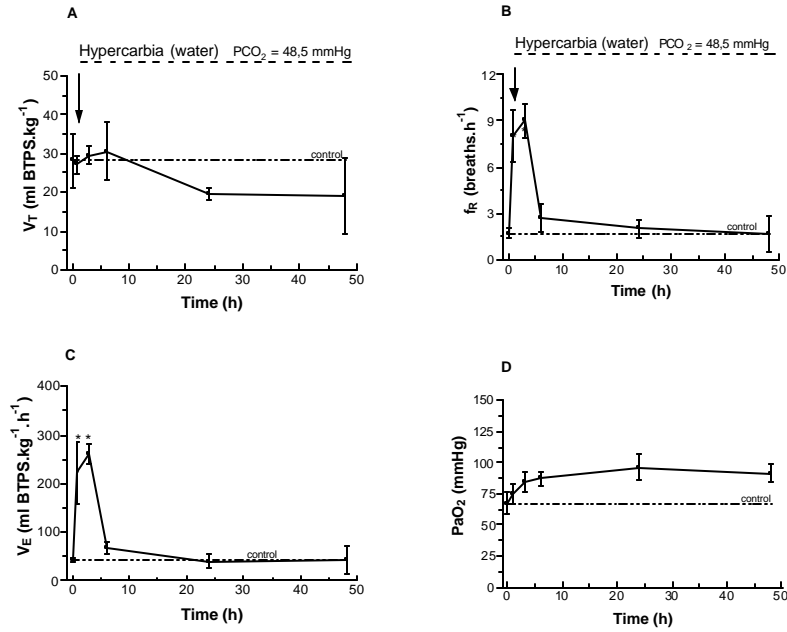 A
Hypercarbia (water) PCO2 = 48,5 mmHg
50
40
30
20
10
0
VT (ml BTPS.kg-1)
control
0 10 20 30 40 50
Time (h)
B
Hypercarbia (water) PCO 2 = 48,5 mmHg
12
9
6
3
0
fR (breaths.h-1)
*
control
0 10 20 30 40 50
Time (h)
C
400
300
200
100
0
VE (ml BTPS.kg-1.h-1)
* *
control
0 10 20 30 40 50
Time (h)
D
150
125
100
75
50
25
0
PaO2 (mmHg)
control
0 10 20 30 40 50
Time (h)